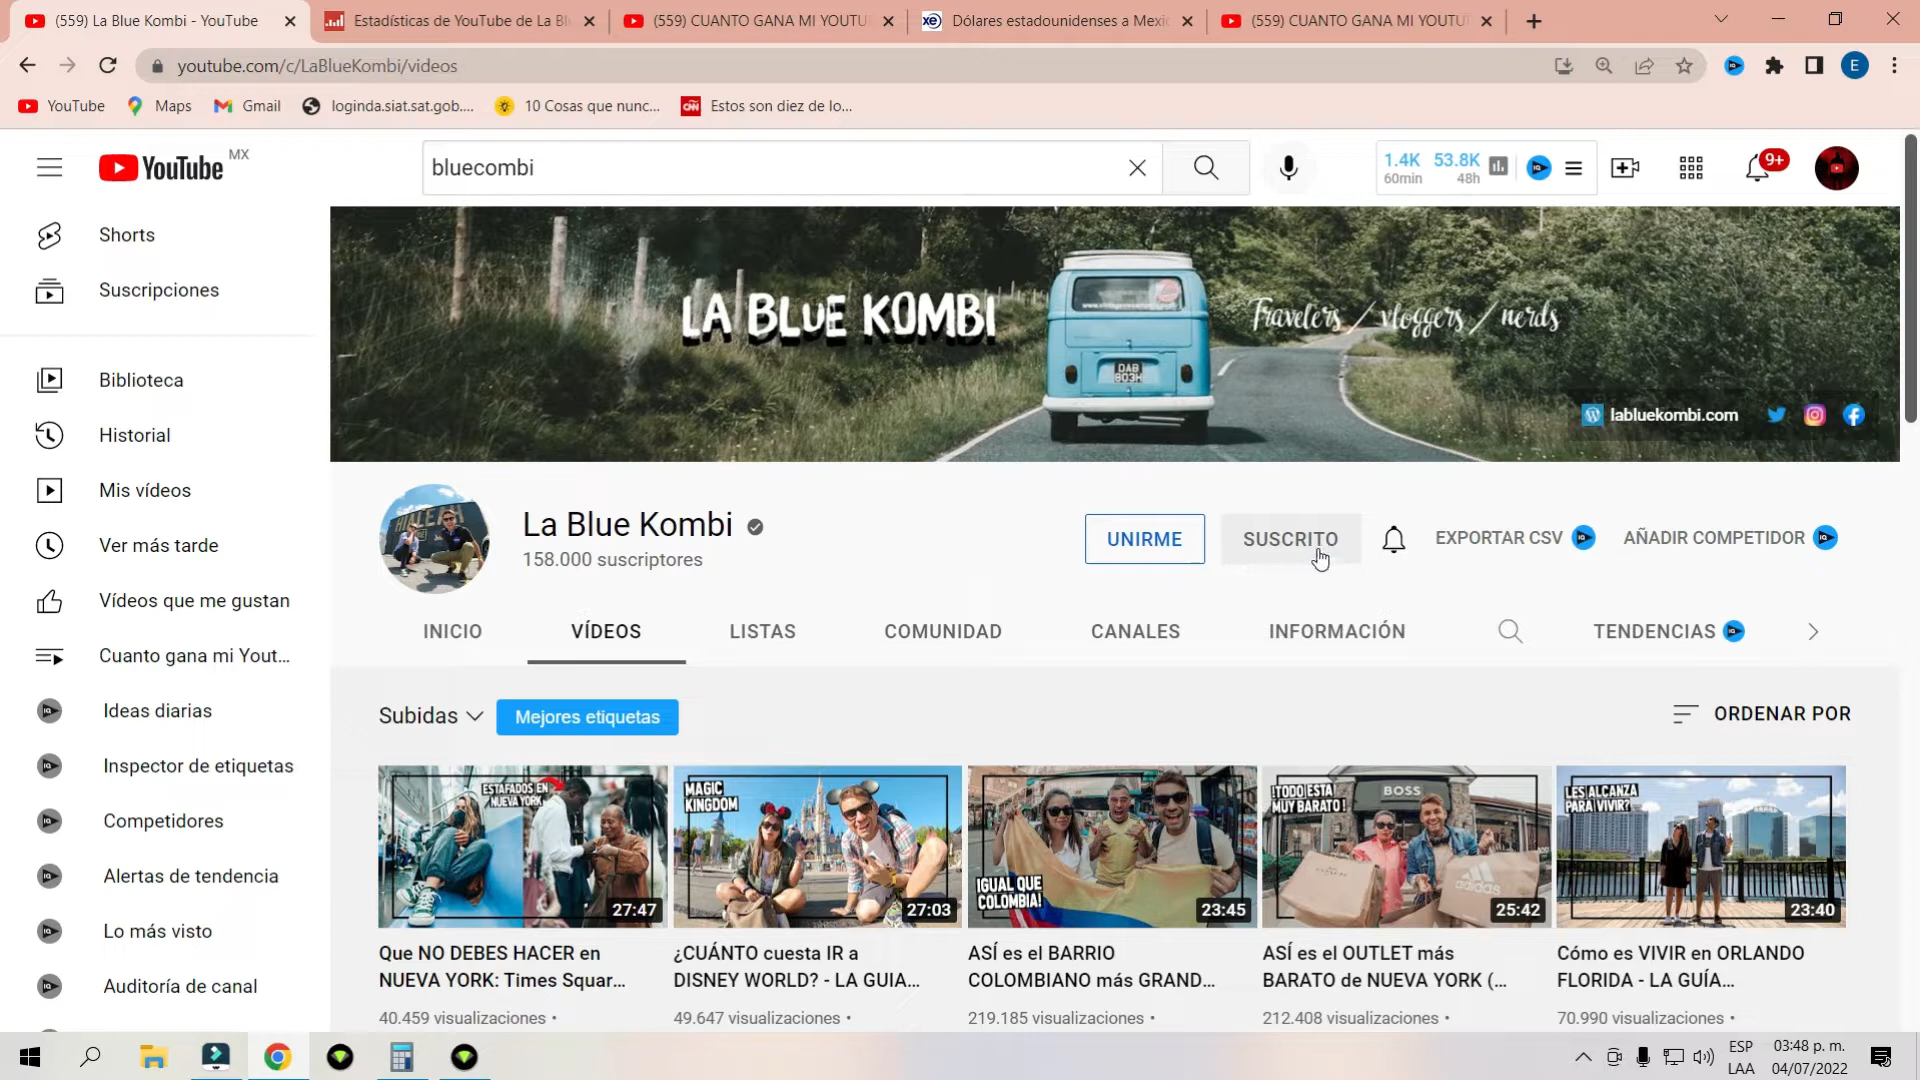 (559) La Blue Kombi - YouTube
Estadísticas de YouTube de La Bl
(559) CUANTO GANA MI YOUTU
Dólares estadounidenses a Mexic
(559) CUANTO GANA MI YOUTUT
youtube.com/c/LaBlueKombi/videos
E
YouTube
Maps
Gmail
loginda.siat.sat.gob....
10 Cosas que nunc...
Estos son diez de lo...
YouTube MX
bluecombi
1.4K 53.8K
60min 48h
9+
Shorts
Suscripciones
Biblioteca
Historial
Mis vídeos
Ver más tarde
Vídeos que me gustan
Cuanto gana mi Yout...
Ideas diarias
Inspector de etiquetas
Competidores
Alertas de tendencia
Lo más visto
Auditoría de canal
LA BLUE KOMBI
Travelers / vloggers / nerds
DAB
803H
labluekombi.com
HIALEAH
La Blue Kombi
158.000 suscriptores
UNIRME
SUSCRITO
EXPORTAR CSV
AÑADIR COMPETIDOR
INICIO
VÍDEOS
LISTAS
COMUNIDAD
CANALES
INFORMACIÓN
TENDENCIAS
Subidas
Mejores etiquetas
ORDENAR POR
ESTAFADOS EN
NUEVA YORK
27:47
MAGIC
KINGDOM
27:03
IGUAL QUE
COLOMBIA!
23:45
¡TODO ESTA
MUY BARATO!
BOSS
adidas
25:42
LES ALCANZA
PARA VIVIR?
23:40
Que NO DEBES HACER en
NUEVA YORK: Times Squar...
40.459 visualizaciones •
¿CUÁNTO cuesta IR a
DISNEY WORLD? - LA GUIA...
49.647 visualizaciones •
ASÍ es el BARRIO
COLOMBIANO más GRAND...
219.185 visualizaciones •
ASÍ es el OUTLET más
BARATO de NUEVA YORK (...
212.408 visualizaciones •
Cómo es VIVIR en ORLANDO
FLORIDA - LA GUÍA...
70.990 visualizaciones •
ESP
LAA
03:48 p. m.
04/07/2022